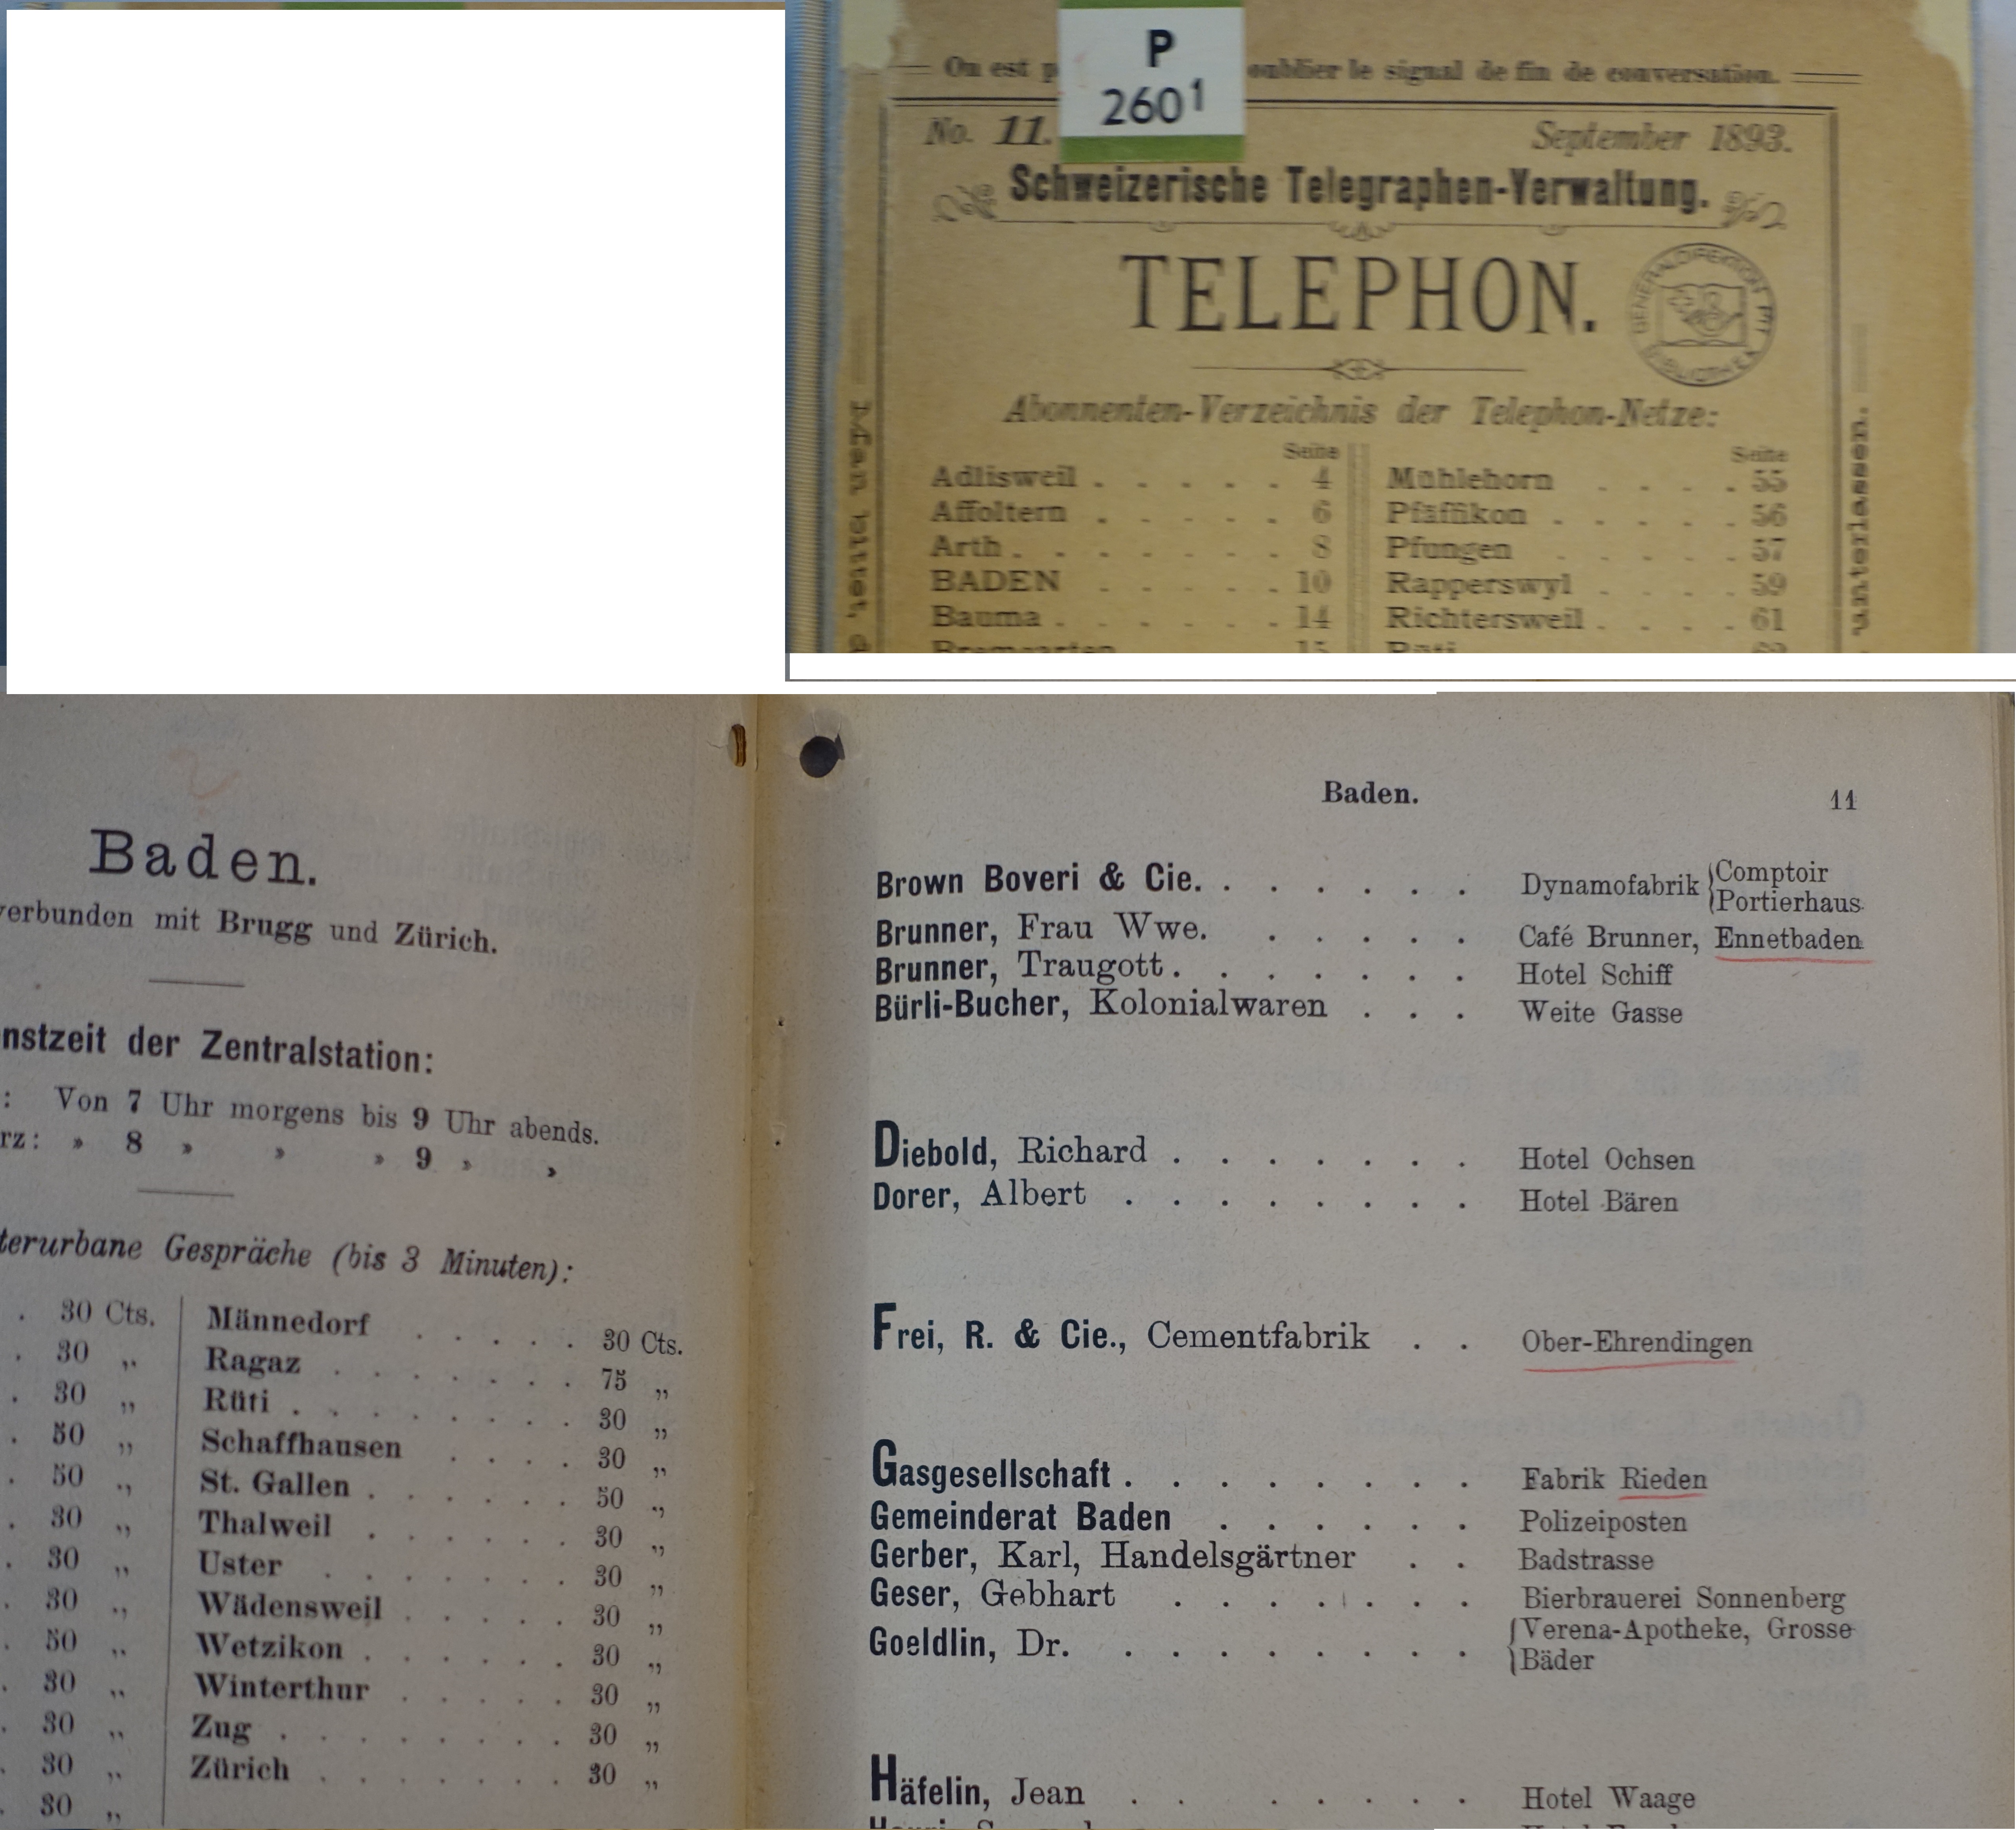 On est p oublier le signal de fin de conversation.
P
260¹
No. 11. September 1893.
Schweizerische Telegraphen-Verwaltung.
TELEPHON.
GENERALDIREKTION PTT
BIBLIOTHEK
Abonnenten-Verzeichnis der Telephon-Netze:
Seite
Adlisweil . . . . . 4
Affoltern . . . . . 6
Arth . . . . . . . 8
BADEN . . . . . 10
Bauma . . . . . . 14
Bremgarten 15
Seite
Mühlehorn . . . . 55
Pfäffikon . . . . . 56
Pfungen . . . . . 57
Rapperswyl . . . . 59
Richtersweil . . . . 61
Rüti
Man bittet, d
unterlassen.
Baden.
verbunden mit Brugg und Zürich.
nstzeit der Zentralstation:
: Von 7 Uhr morgens bis 9 Uhr abends.
rz: » 8 » » » 9 » »
terurbane Gespräche (bis 3 Minuten):
. 30 Cts.
. 30 „
. 30 „
. 50 „
. 50 „
. 30 „
. 30 „
. 30 „
. 50 „
. 30 „
. 30 „
. 30 „
. 30 „
Männedorf . . . . . 30 Cts.
Ragaz . . . . . . . 75 „
Rüti . . . . . . . . 30 „
Schaffhausen . . . . 30 „
St. Gallen . . . . . . 50 „
Thalweil . . . . . . 30 „
Uster . . . . . . . 30 „
Wädensweil . . . . . 30 „
Wetzikon . . . . . . 30 „
Winterthur . . . . . 30 „
Zug . . . . . . . . 30 „
Zürich . . . . . . . 30 „
Baden. 11
Brown Boveri & Cie. . . . . . . Dynamofabrik {Comptoir
Portierhaus
Brunner, Frau Wwe. . . . . . Café Brunner, Ennetbaden
Brunner, Traugott . . . . . . . Hotel Schiff
Bürli-Bucher, Kolonialwaren . . . Weite Gasse
Diebold, Richard . . . . . . . Hotel Ochsen
Dorer, Albert . . . . . . . . Hotel Bären
Frei, R. & Cie., Cementfabrik . . Ober-Ehrendingen
Gasgesellschaft . . . . . . . . Fabrik Rieden
Gemeinderat Baden . . . . . . Polizeiposten
Gerber, Karl, Handelsgärtner . . Badstrasse
Geser, Gebhart . . . . . . . Bierbrauerei Sonnenberg
Goeldlin, Dr. . . . . . . . . {Verena-Apotheke, Grosse
Bäder
Häfelin, Jean . . . . . . . Hotel Waage